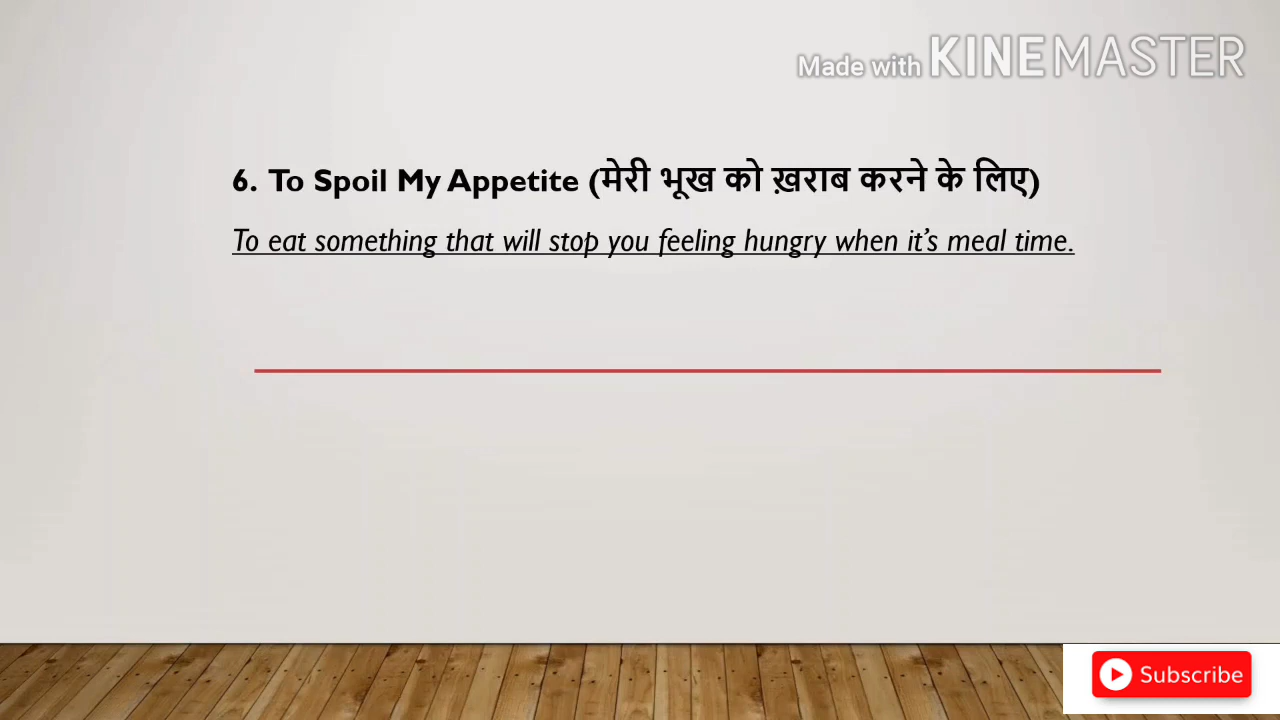 Made with KINEMASTER
6. To Spoil My Appetite (मेरी भूख को ख़राब करने के लिए)
To eat something that will stop you feeling hungry when it's meal time.
Subscribe